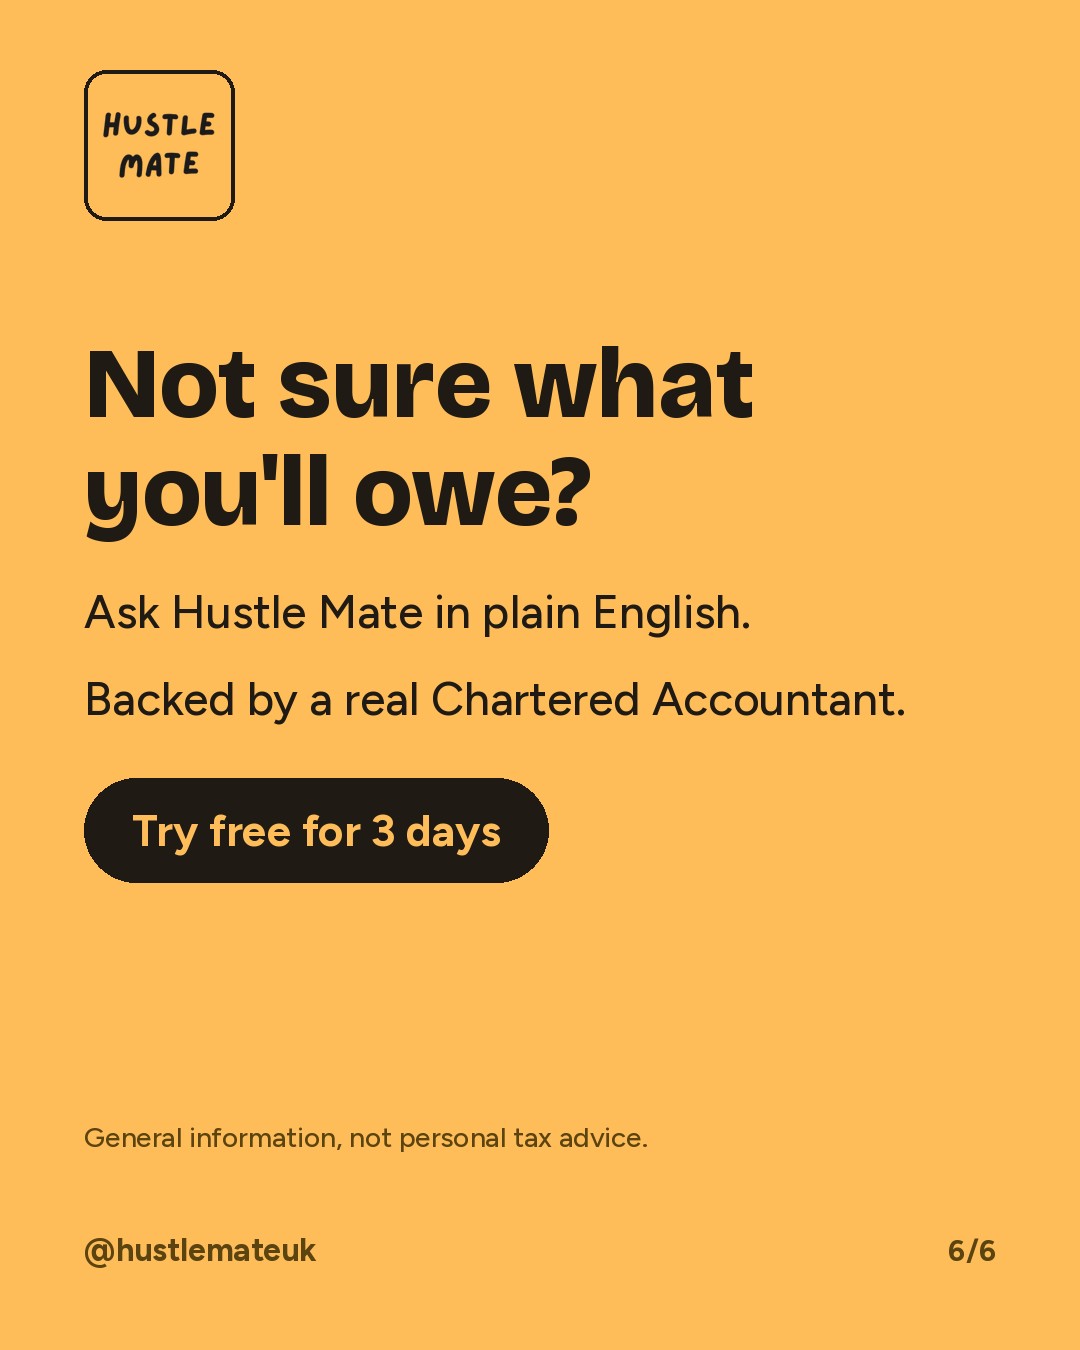 HUSTLE
MATE
Not sure what
you'll owe?
Ask Hustle Mate in plain English.
Backed by a real Chartered Accountant.
Try free for 3 days
General information, not personal tax advice.
@hustlemateuk
6/6